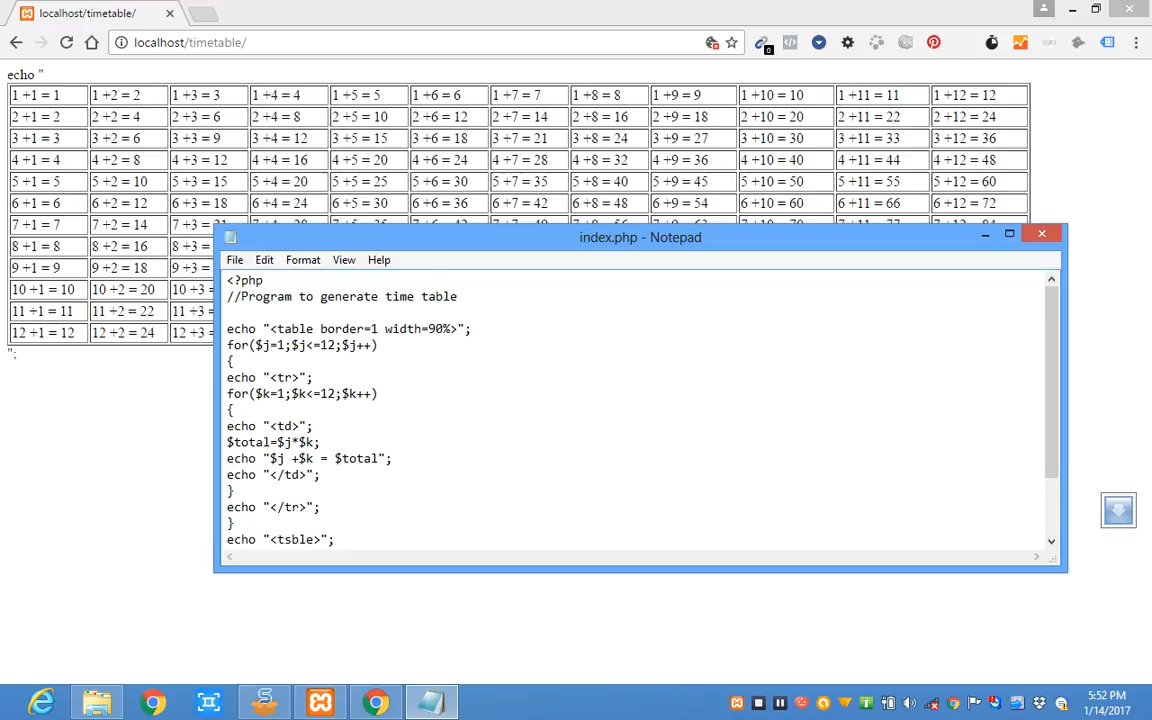 localhost/timetable/
localhost/timetable/
0
echo "
1 +1 = 1 1 +2 = 2 1 +3 = 3 1 +4 = 4 1 +5 = 5 1 +6 = 6 1 +7 = 7 1 +8 = 8 1 +9 = 9 1 +10 = 10 1 +11 = 11 1 +12 = 12
2 +1 = 2 2 +2 = 4 2 +3 = 6 2 +4 = 8 2 +5 = 10 2 +6 = 12 2 +7 = 14 2 +8 = 16 2 +9 = 18 2 +10 = 20 2 +11 = 22 2 +12 = 24
3 +1 = 3 3 +2 = 6 3 +3 = 9 3 +4 = 12 3 +5 = 15 3 +6 = 18 3 +7 = 21 3 +8 = 24 3 +9 = 27 3 +10 = 30 3 +11 = 33 3 +12 = 36
4 +1 = 4 4 +2 = 8 4 +3 = 12 4 +4 = 16 4 +5 = 20 4 +6 = 24 4 +7 = 28 4 +8 = 32 4 +9 = 36 4 +10 = 40 4 +11 = 44 4 +12 = 48
5 +1 = 5 5 +2 = 10 5 +3 = 15 5 +4 = 20 5 +5 = 25 5 +6 = 30 5 +7 = 35 5 +8 = 40 5 +9 = 45 5 +10 = 50 5 +11 = 55 5 +12 = 60
6 +1 = 6 6 +2 = 12 6 +3 = 18 6 +4 = 24 6 +5 = 30 6 +6 = 36 6 +7 = 42 6 +8 = 48 6 +9 = 54 6 +10 = 60 6 +11 = 66 6 +12 = 72
7 +1 = 7 7 +2 = 14 7 +3 =
8 +1 = 8 8 +2 = 16 8 +3 =
9 +1 = 9 9 +2 = 18 9 +3 =
10 +1 = 10 10 +2 = 20 10 +3 =
11 +1 = 11 11 +2 = 22 11 +3 =
12 +1 = 12 12 +2 = 24 12 +3 =
";
index.php - Notepad
File Edit Format View Help
<?php
//Program to generate time table
echo "<table border=1 width=90%>";
for($j=1;$j<=12;$j++)
{
echo "<tr>";
for($k=1;$k<=12;$k++)
{
echo "<td>";
$total=$j*$k;
echo "$j +$k = $total";
echo "</td>";
}
echo "</tr>";
}
echo "<tsble>";
5:52 PM
1/14/2017